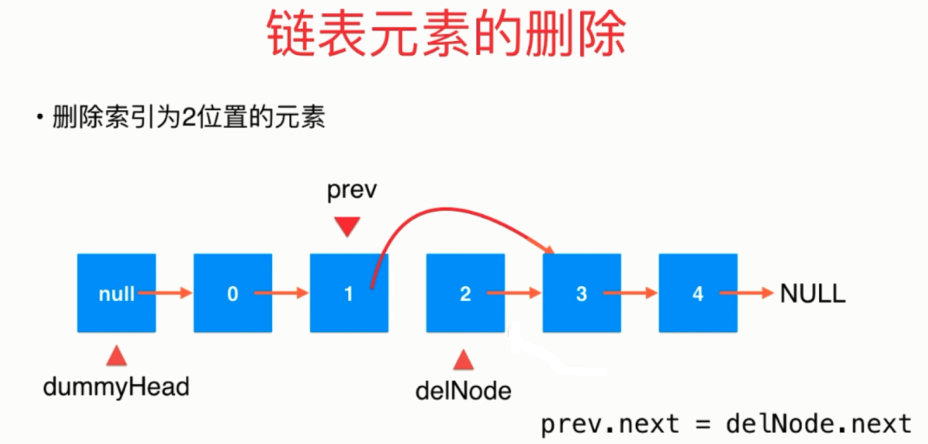 链表元素的删除
• 删除索引为2位置的元素
prev
null 0 1 2 3 4 NULL
dummyHead
delNode
prev.next = delNode.next